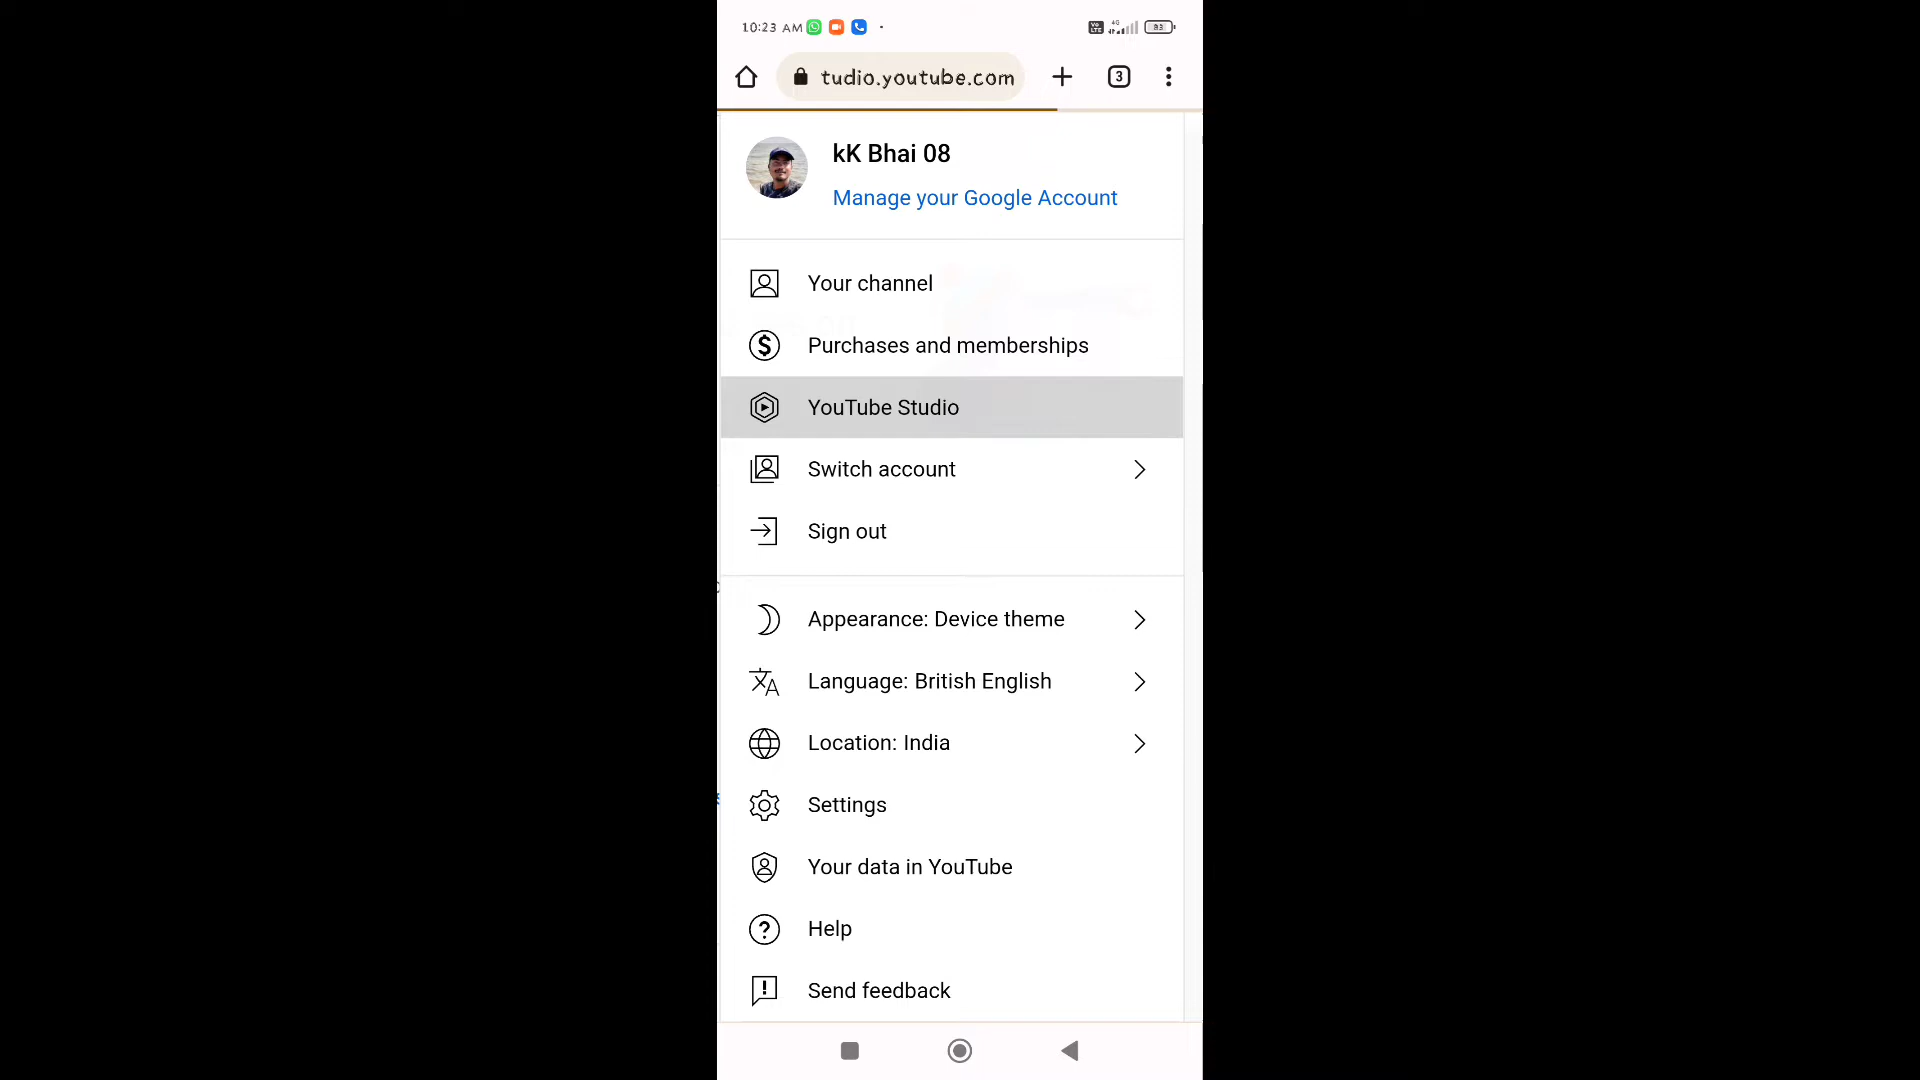 10:23 AM
tudio.youtube.com
3
kK Bhai 08
Manage your Google Account
Your channel
Purchases and memberships
YouTube Studio
Switch account
Sign out
Appearance: Device theme
Language: British English
Location: India
Settings
Your data in YouTube
Help
Send feedback